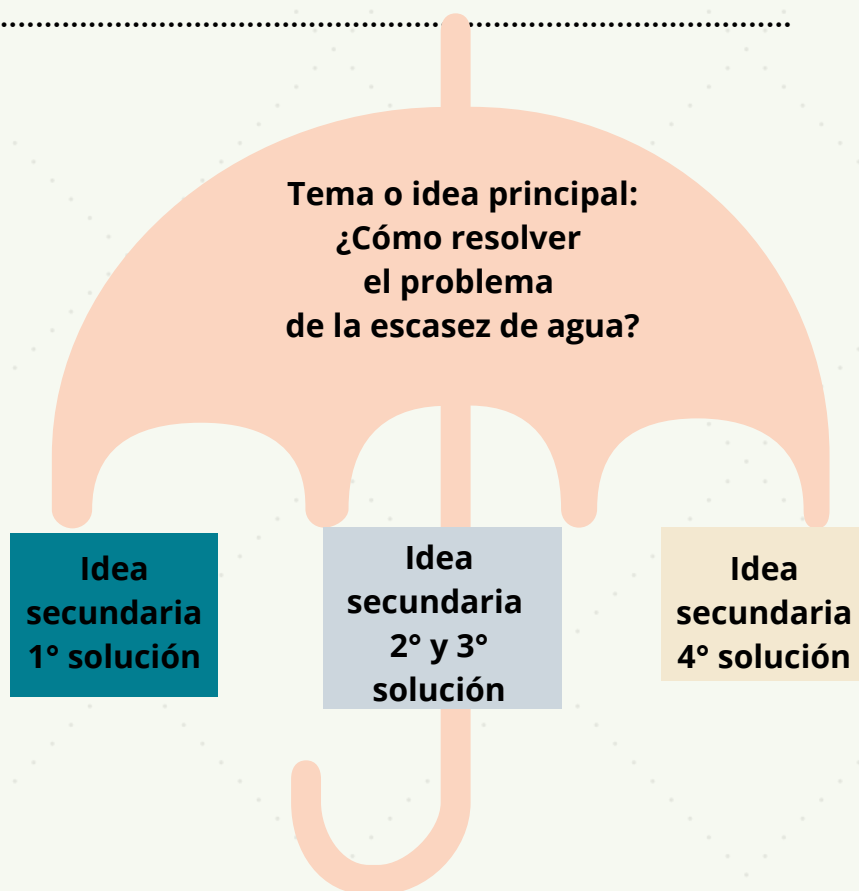 Tema o idea principal:
¿Cómo resolver
el problema
de la escasez de agua?
Idea
secundaria
1° solución
Idea
secundaria
2° y 3°
solución
Idea
secundaria
4° solución